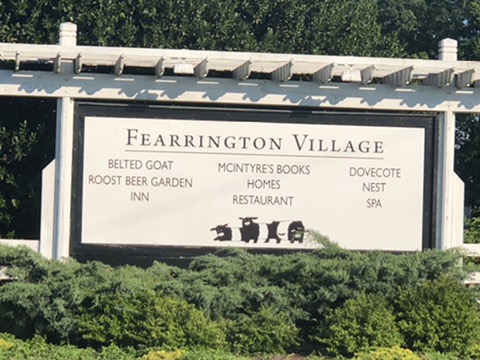 FEARRINGTON VILLAGE
BELTED GOAT
ROOST BEER GARDEN
INN
MCINTYRE'S BOOKS
HOMES
RESTAURANT
DOVECOTE
NEST
SPA